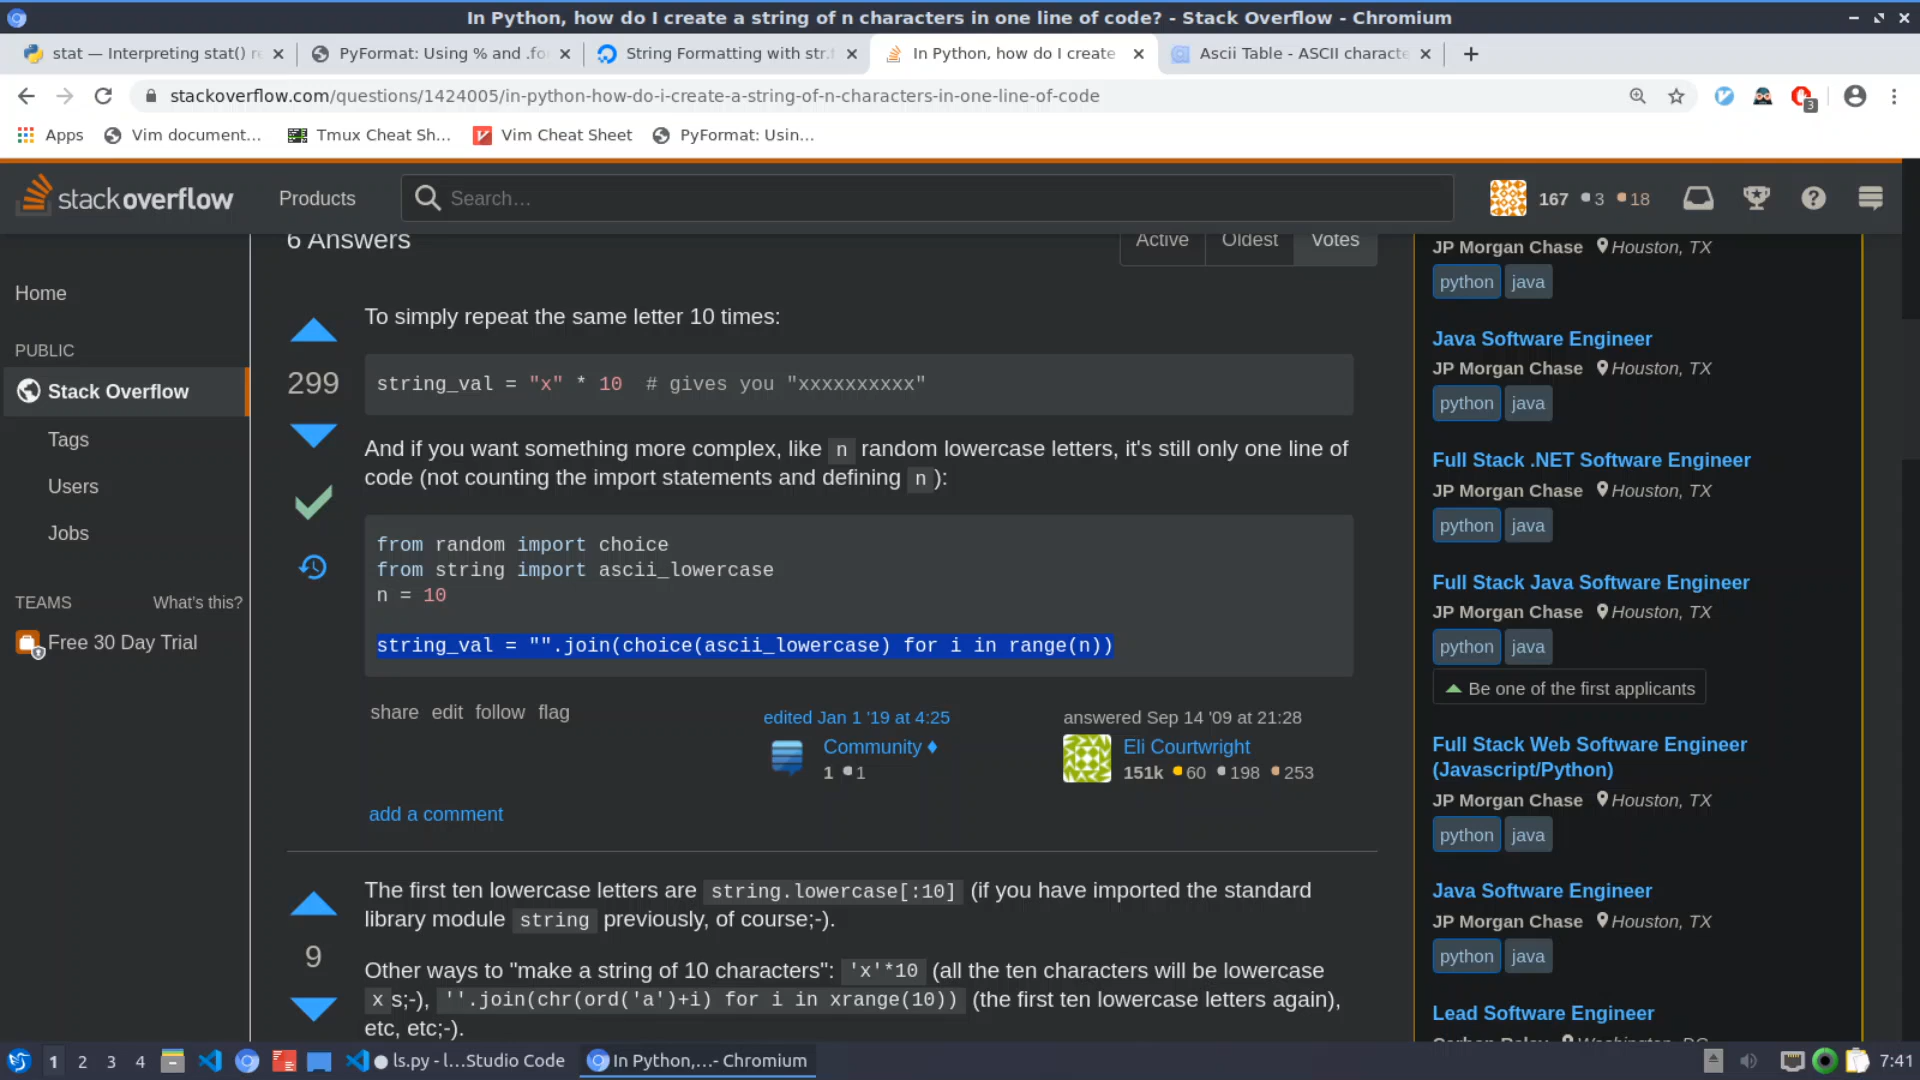 In Python, how do I create a string of n characters in one line of code? - Stack Overflow - Chromium
stat — Interpreting stat() re
PyFormat: Using % and .fo
String Formatting with str.f
In Python, how do I create
Ascii Table - ASCII characte
stackoverflow.com/questions/1424005/in-python-how-do-i-create-a-string-of-n-characters-in-one-line-of-code
3
Apps
Vim document...
Tmux Cheat Sh...
Vim Cheat Sheet
PyFormat: Usin...
stackoverflow
Products
Search...
167 3 18
Home
PUBLIC
Stack Overflow
Tags
Users
Jobs
TEAMS What's this?
Free 30 Day Trial
6 Answers
Active Oldest Votes
299
To simply repeat the same letter 10 times:
string_val = "x" * 10  # gives you "xxxxxxxxxx"
And if you want something more complex, like n random lowercase letters, it's still only one line of
code (not counting the import statements and defining n ):
from random import choice
from string import ascii_lowercase
n = 10
string_val = "".join(choice(ascii_lowercase) for i in range(n))
share edit follow flag
edited Jan 1 '19 at 4:25
Community ♦
1 1
answered Sep 14 '09 at 21:28
Eli Courtwright
151k 60 198 253
add a comment
9
The first ten lowercase letters are string.lowercase[:10] (if you have imported the standard
library module string previously, of course;-).
Other ways to "make a string of 10 characters": 'x'*10 (all the ten characters will be lowercase
x s;-), ''.join(chr(ord('a')+i) for i in xrange(10)) (the first ten lowercase letters again),
etc, etc;-).
JP Morgan Chase Houston, TX
python java
Java Software Engineer
JP Morgan Chase Houston, TX
python java
Full Stack .NET Software Engineer
JP Morgan Chase Houston, TX
python java
Full Stack Java Software Engineer
JP Morgan Chase Houston, TX
python java
Be one of the first applicants
Full Stack Web Software Engineer
(Javascript/Python)
JP Morgan Chase Houston, TX
python java
Java Software Engineer
JP Morgan Chase Houston, TX
python java
Lead Software Engineer
1 2 3 4
ls.py - l...Studio Code
In Python,...- Chromium
7:41